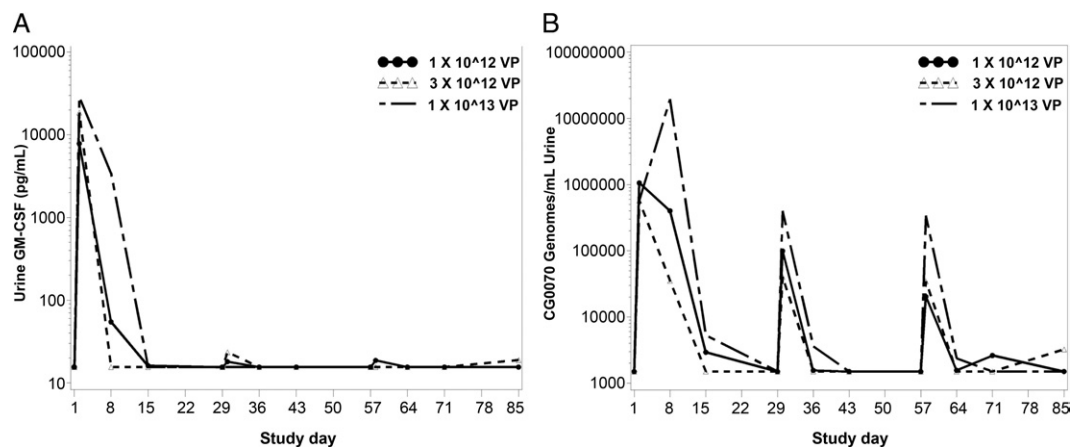 A
100000
10000
1000
100
10
Urine GM-CSF (pg/mL)
1 X 10^12 VP
3 X 10^12 VP
1 X 10^13 VP
1 8 15 22 29 36 43 50 57 64 71 78 85
Study day
B
100000000
10000000
1000000
100000
10000
1000
CG0070 Genomes/mL Urine
1 X 10^12 VP
3 X 10^12 VP
1 X 10^13 VP
1 8 15 22 29 36 43 50 57 64 71 78 85
Study day